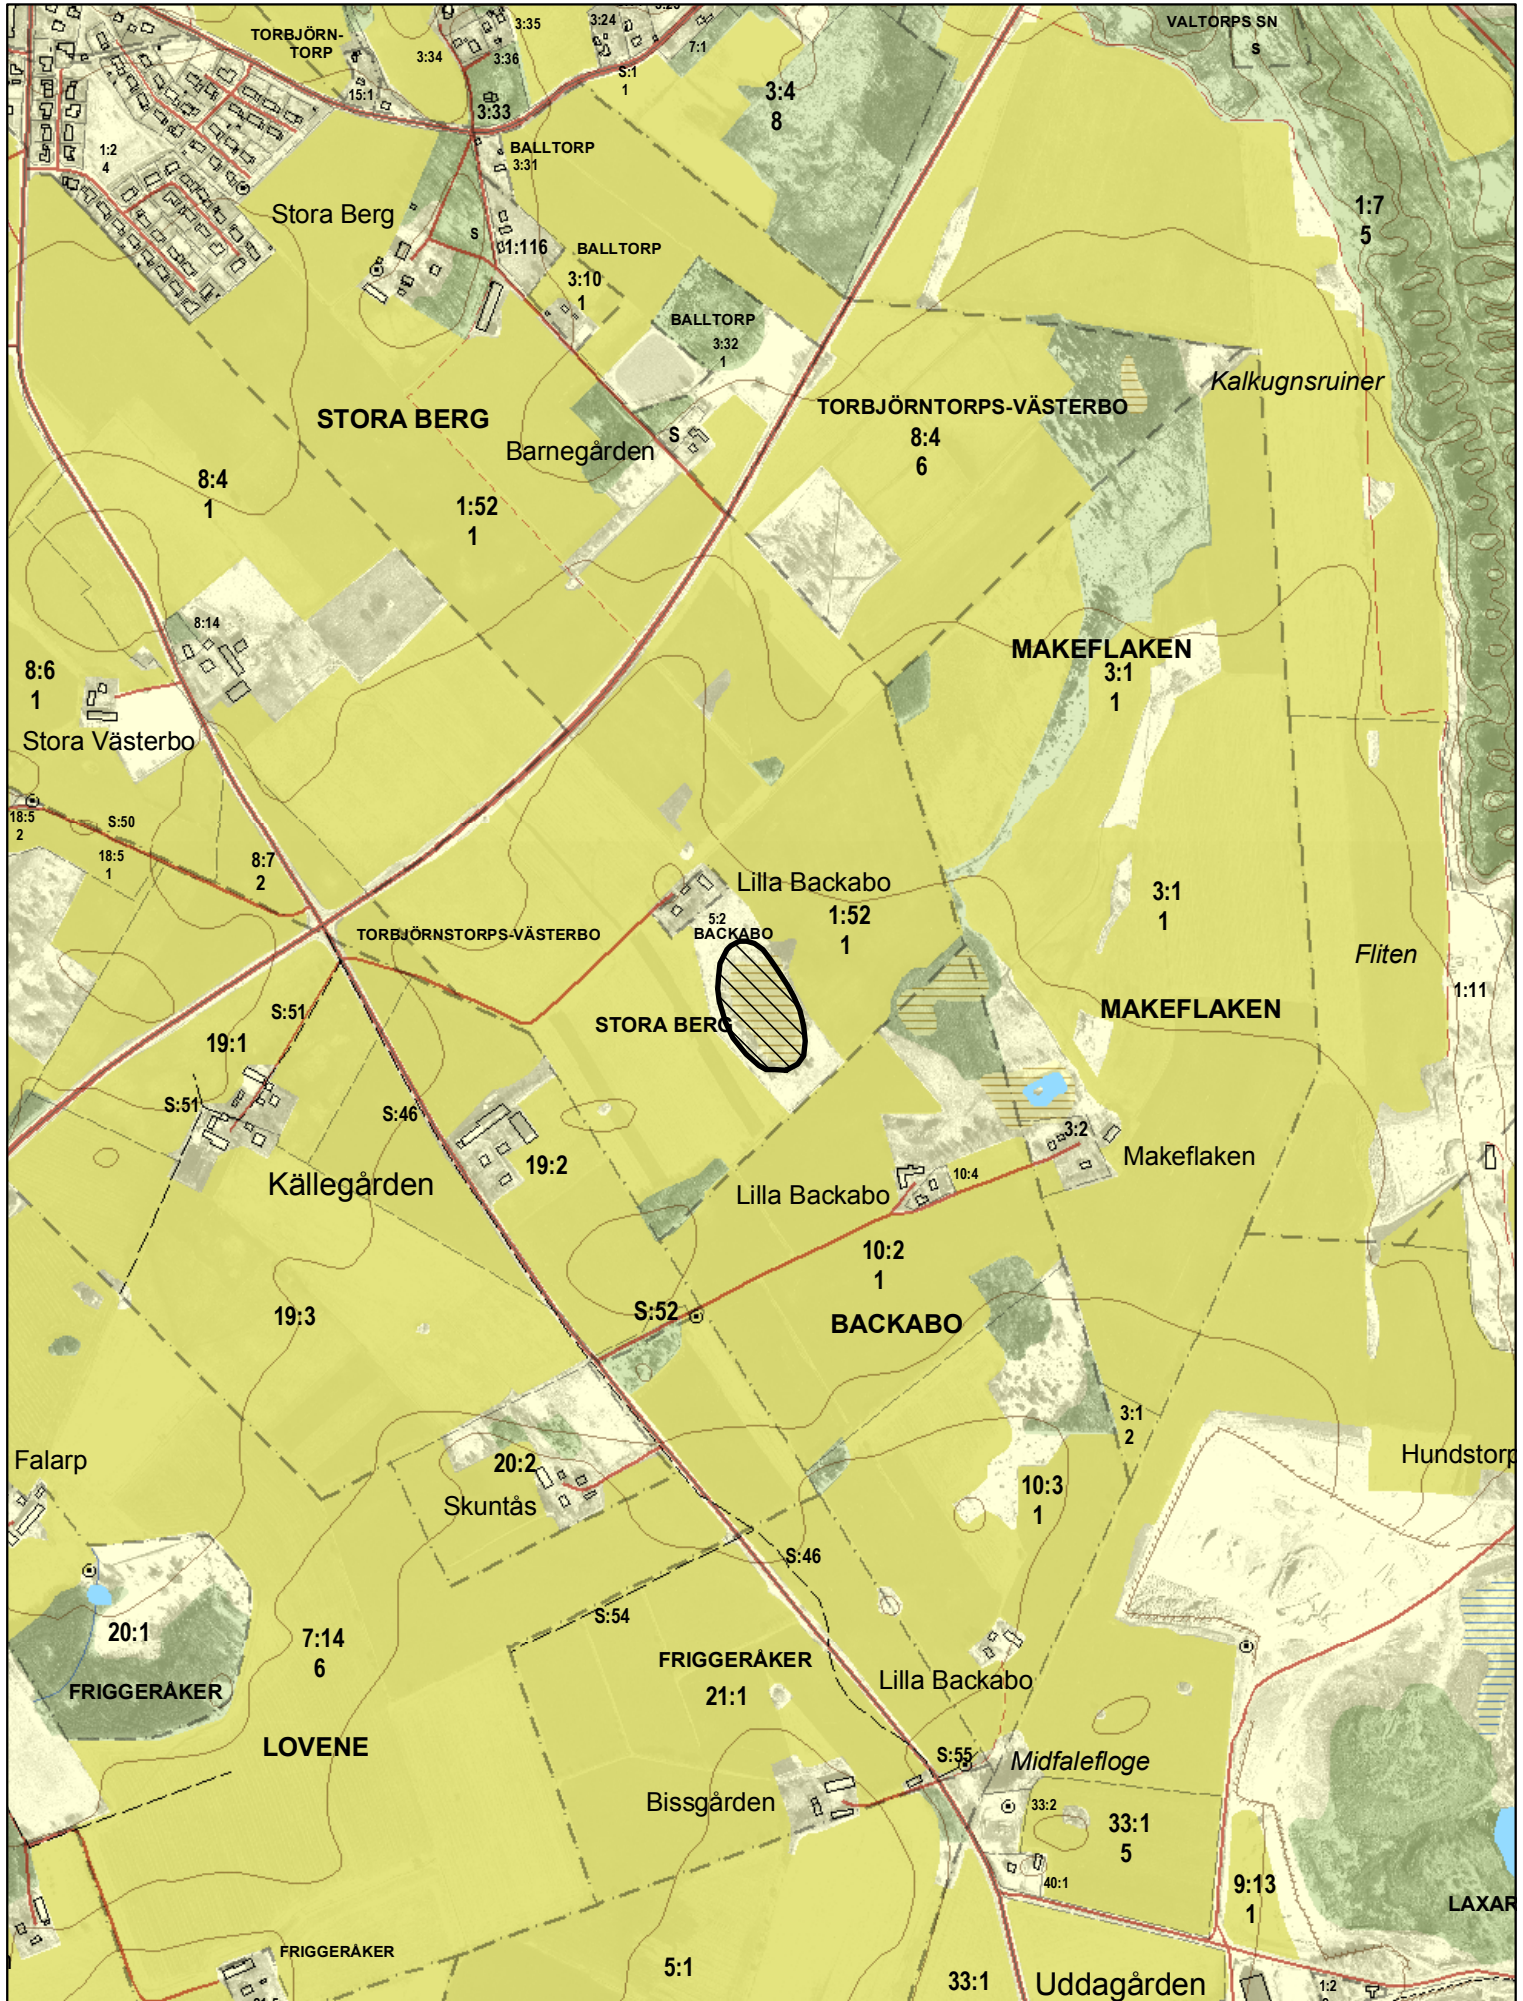 VALTORPS SN
S
3:35
3:24
TORBJÖRN-
TORP
3:34
3:36
7:1
S:1
1
15:1
3:33
3:4
8
1:2
4
BALLTORP
3:31
1:7
5
Stora Berg
S
1:116
BALLTORP
3:10
1
BALLTORP
3:32
1
Kalkugnsruiner
STORA BERG
TORBJÖRNTORPS-VÄSTERBO
8:4
6
S
Barnegården
8:4
1
1:52
1
8:14
MAKEFLAKEN
3:1
1
8:6
1
Stora Västerbo
18:5
2
S:50
18:5
1
8:7
2
Lilla Backabo
1:52
1
3:1
1
5:2
BACKABO
TORBJÖRNSTORPS-VÄSTERBO
Fliten
1:11
MAKEFLAKEN
S:51
STORA BERG
19:1
S:51
S:46
3:2
19:2
Makeflaken
Källegården
Lilla Backabo
10:4
10:2
1
19:3
S:52
BACKABO
3:1
2
Falarp
20:2
Hundstorp
10:3
1
Skuntås
S:46
S:54
20:1
7:14
6
FRIGGERÅKER
21:1
Lilla Backabo
FRIGGERÅKER
LOVENE
S:55
Midfalefloge
Bissgården
33:2
33:1
5
40:1
9:13
1
LAXAR
FRIGGERÅKER
5:1
33:1
Uddagården
1:2